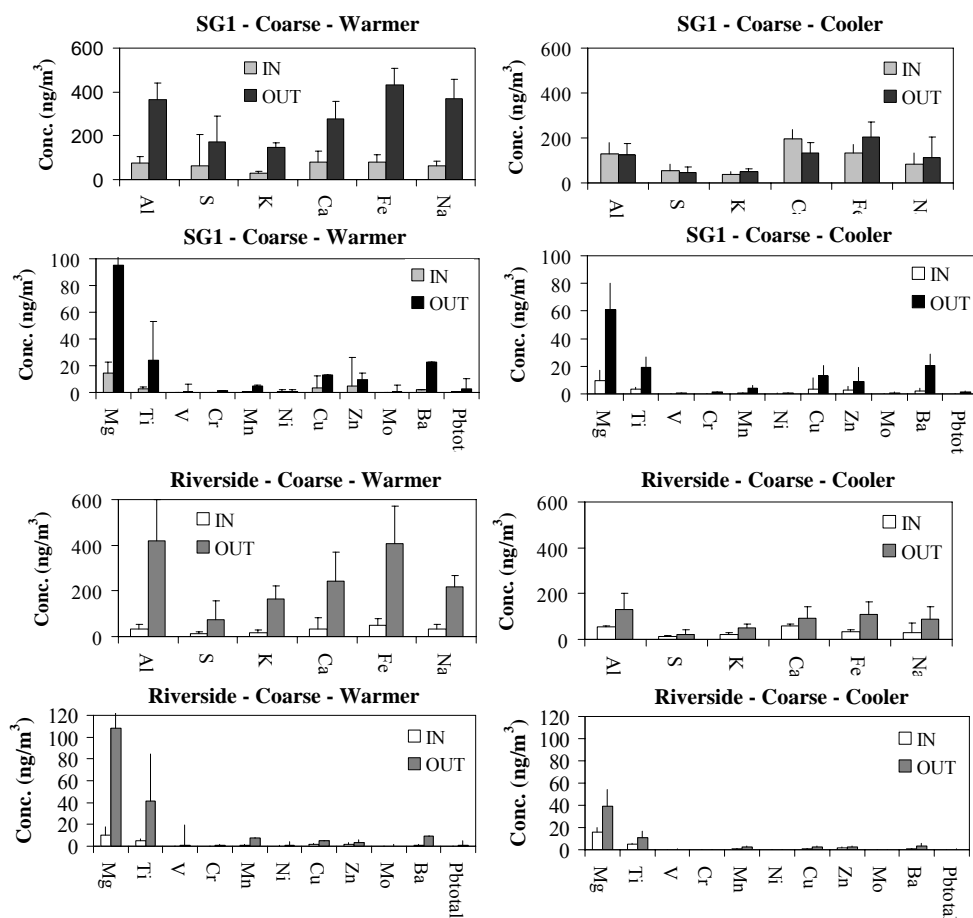 SG1 - Coarse - Warmer
Conc. (ng/m³)
600
400
200
0
IN
OUT
Al
S
K
Ca
Fe
Na
SG1 - Coarse - Cooler
Conc. (ng/m³)
600
400
200
0
IN
OUT
Al
S
K
N
SG1 - Coarse - Warmer
Conc. (ng/m³)
100
80
60
40
20
0
IN
OUT
Mg
Ti
V
Cr
Mn
Ni
Cu
Zn
Mo
Ba
Pbtot
SG1 - Coarse - Cooler
Conc. (ng/m³)
100
80
60
40
20
0
IN
OUT
Mg
Ti
V
Cr
Mn
Ni
Cu
Zn
Mo
Ba
Pbtot
Riverside - Coarse - Warmer
Conc. (ng/m³)
600
400
200
0
IN
OUT
Al
S
K
Ca
Fe
Na
Riverside - Coarse - Cooler
Conc. (ng/m³)
600
400
200
0
IN
OUT
Al
S
K
Ca
Fe
Na
Riverside - Coarse - Warmer
Conc. (ng/m³)
120
100
80
60
40
20
0
IN
OUT
Mg
Ti
V
Cr
Mn
Ni
Cu
Zn
Mo
Ba
Pbtotal
Riverside - Coarse - Cooler
Conc. (ng/m³)
120
100
80
60
40
20
0
IN
OUT
Mg
Ti
V
Cr
Mn
Ni
Cu
Zn
Mo
Ba
Pbtotal